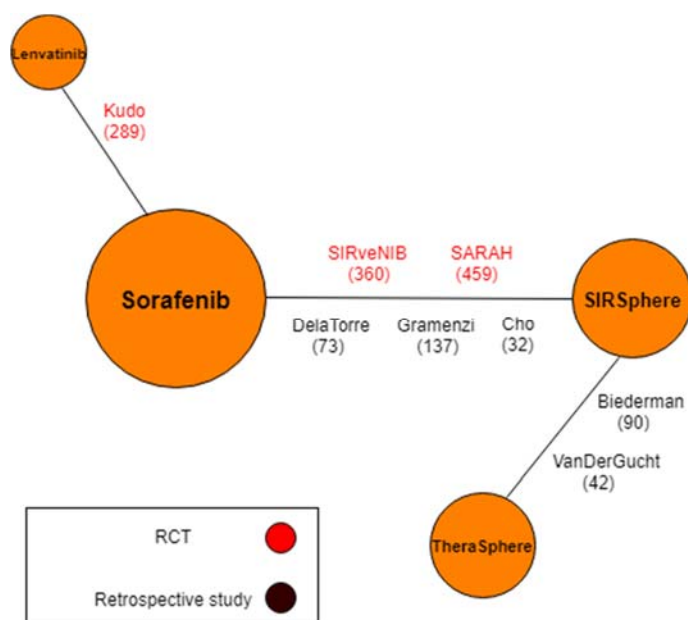 Lenvatinib
Kudo
(289)
SIRveNIB
(360)
SARAH
(459)
Sorafenib
SIRSphere
DelaTorre
(73)
Gramenzi
(137)
Cho
(32)
Biederman
(90)
VanDerGucht
(42)
TheraSphere
RCT
Retrospective study